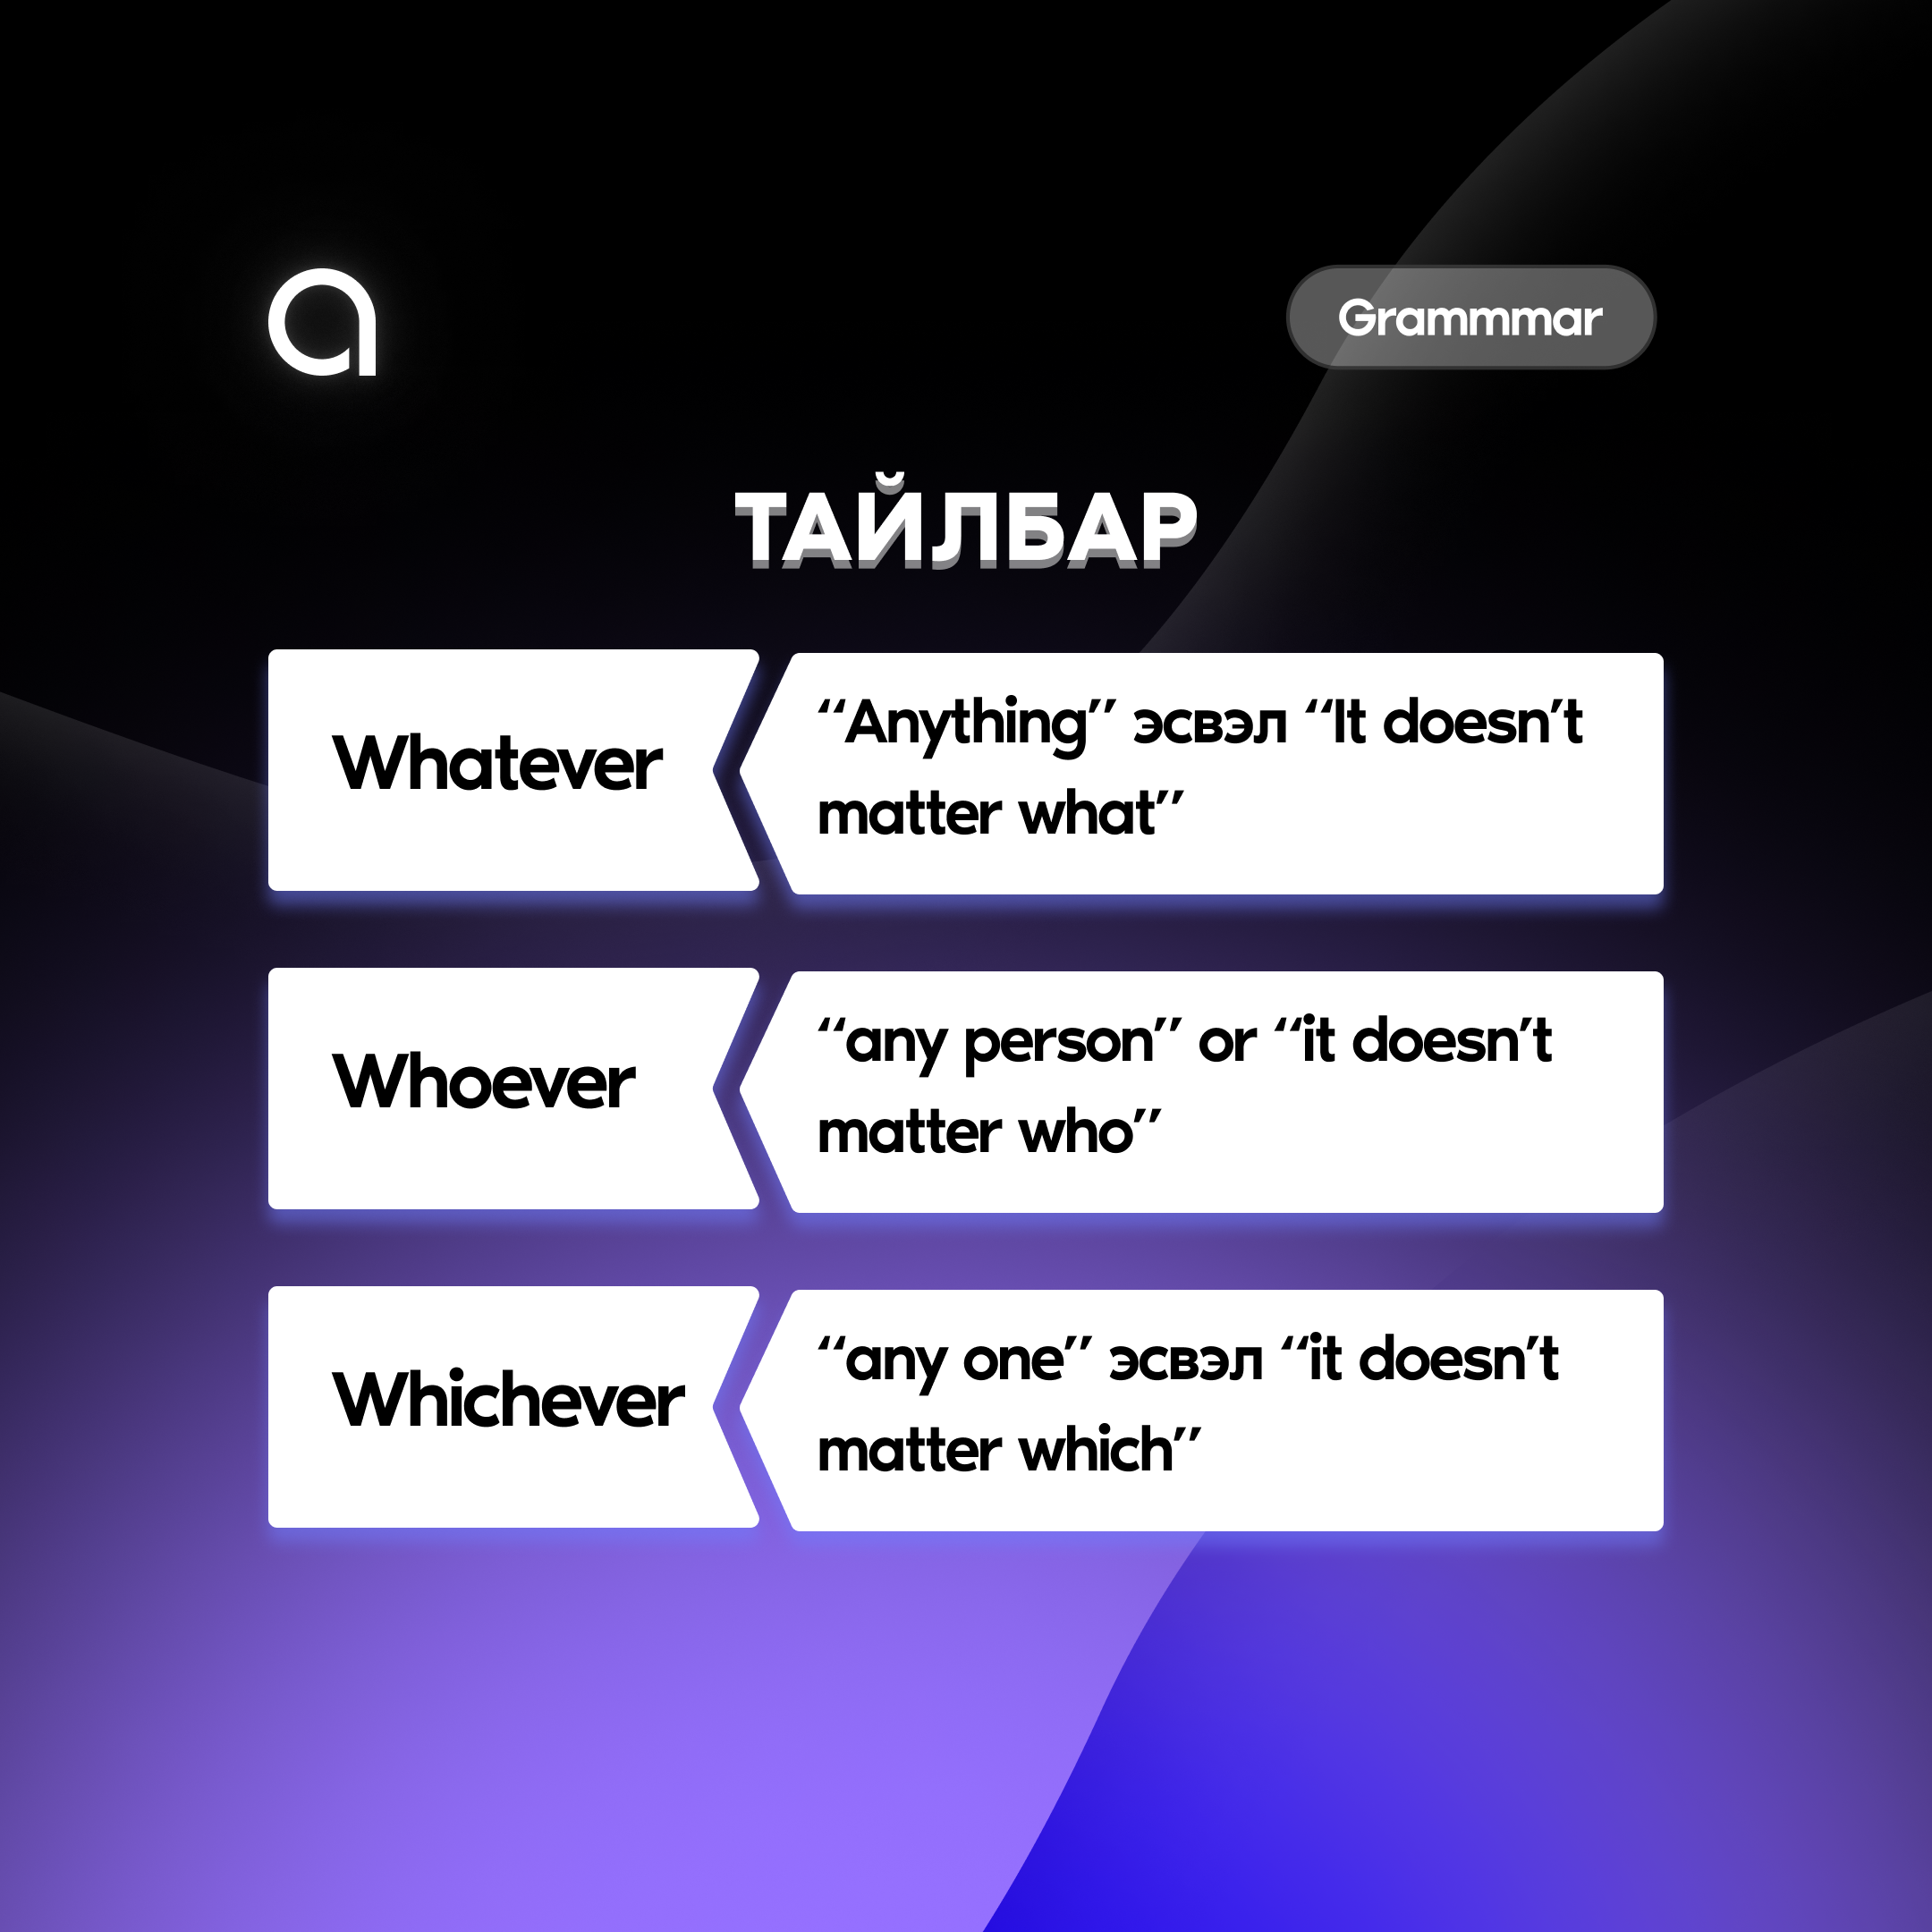 a
Grammmar
ТАЙЛБАР
Whatever
“Anything” эсвэл “It doesn’t
matter what”
Whoever
“any person” or “it doesn’t
matter who”
Whichever
“any one” эсвэл “it doesn’t
matter which”